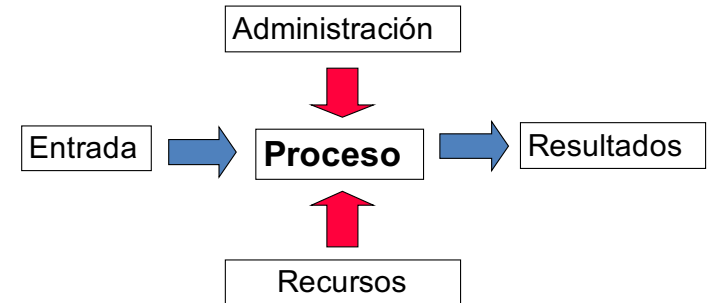 Administración
Entrada
Proceso
Resultados
Recursos